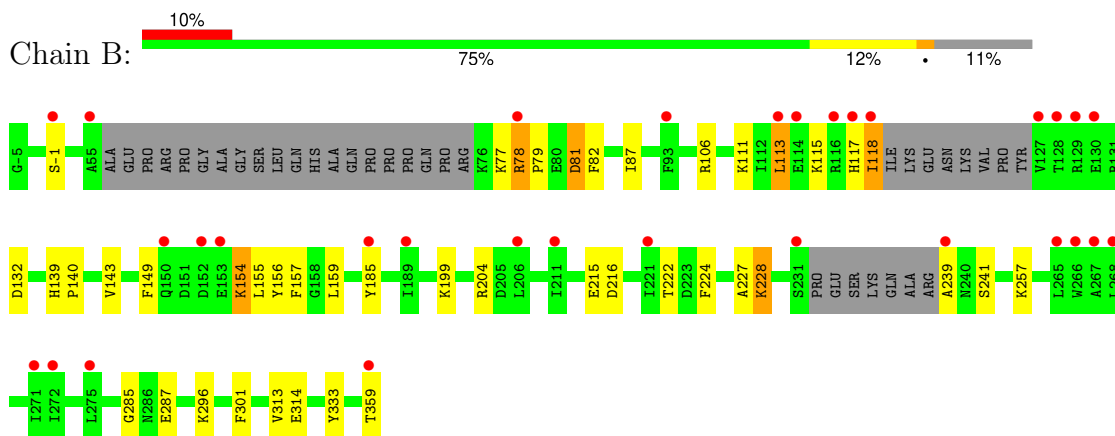 10%
Chain B:
75% 12% • 11%
G-5 S-1 A55 ALA GLU PRO ARG PRO GLY ALA GLY SER LEU GLN HIS ALA GLN PRO PRO PRO GLN PRO ARG K76 K77 R78 P79 E80 D81 F82 I87 F93 R106 K111 I112 L113 E114 K115 R116 H117 I118 ILE LYS GLU ASN LYS VAL PRO TYR V127 T128 R129 E130 R131
D132 H139 P140 V143 F149 Q150 D151 D152 E153 K154 L155 Y156 F157 G158 L159 Y185 I189 K199 R204 D205 L206 I211 E215 D216 I221 T222 D223 F224 A227 K228 S231 PRO GLU SER LYS GLN ALA ARG A239 N240 S241 K257 L265 W266 A267 L268
I271 I272 L275 G285 N286 E287 K296 F301 V313 E314 Y333 T359